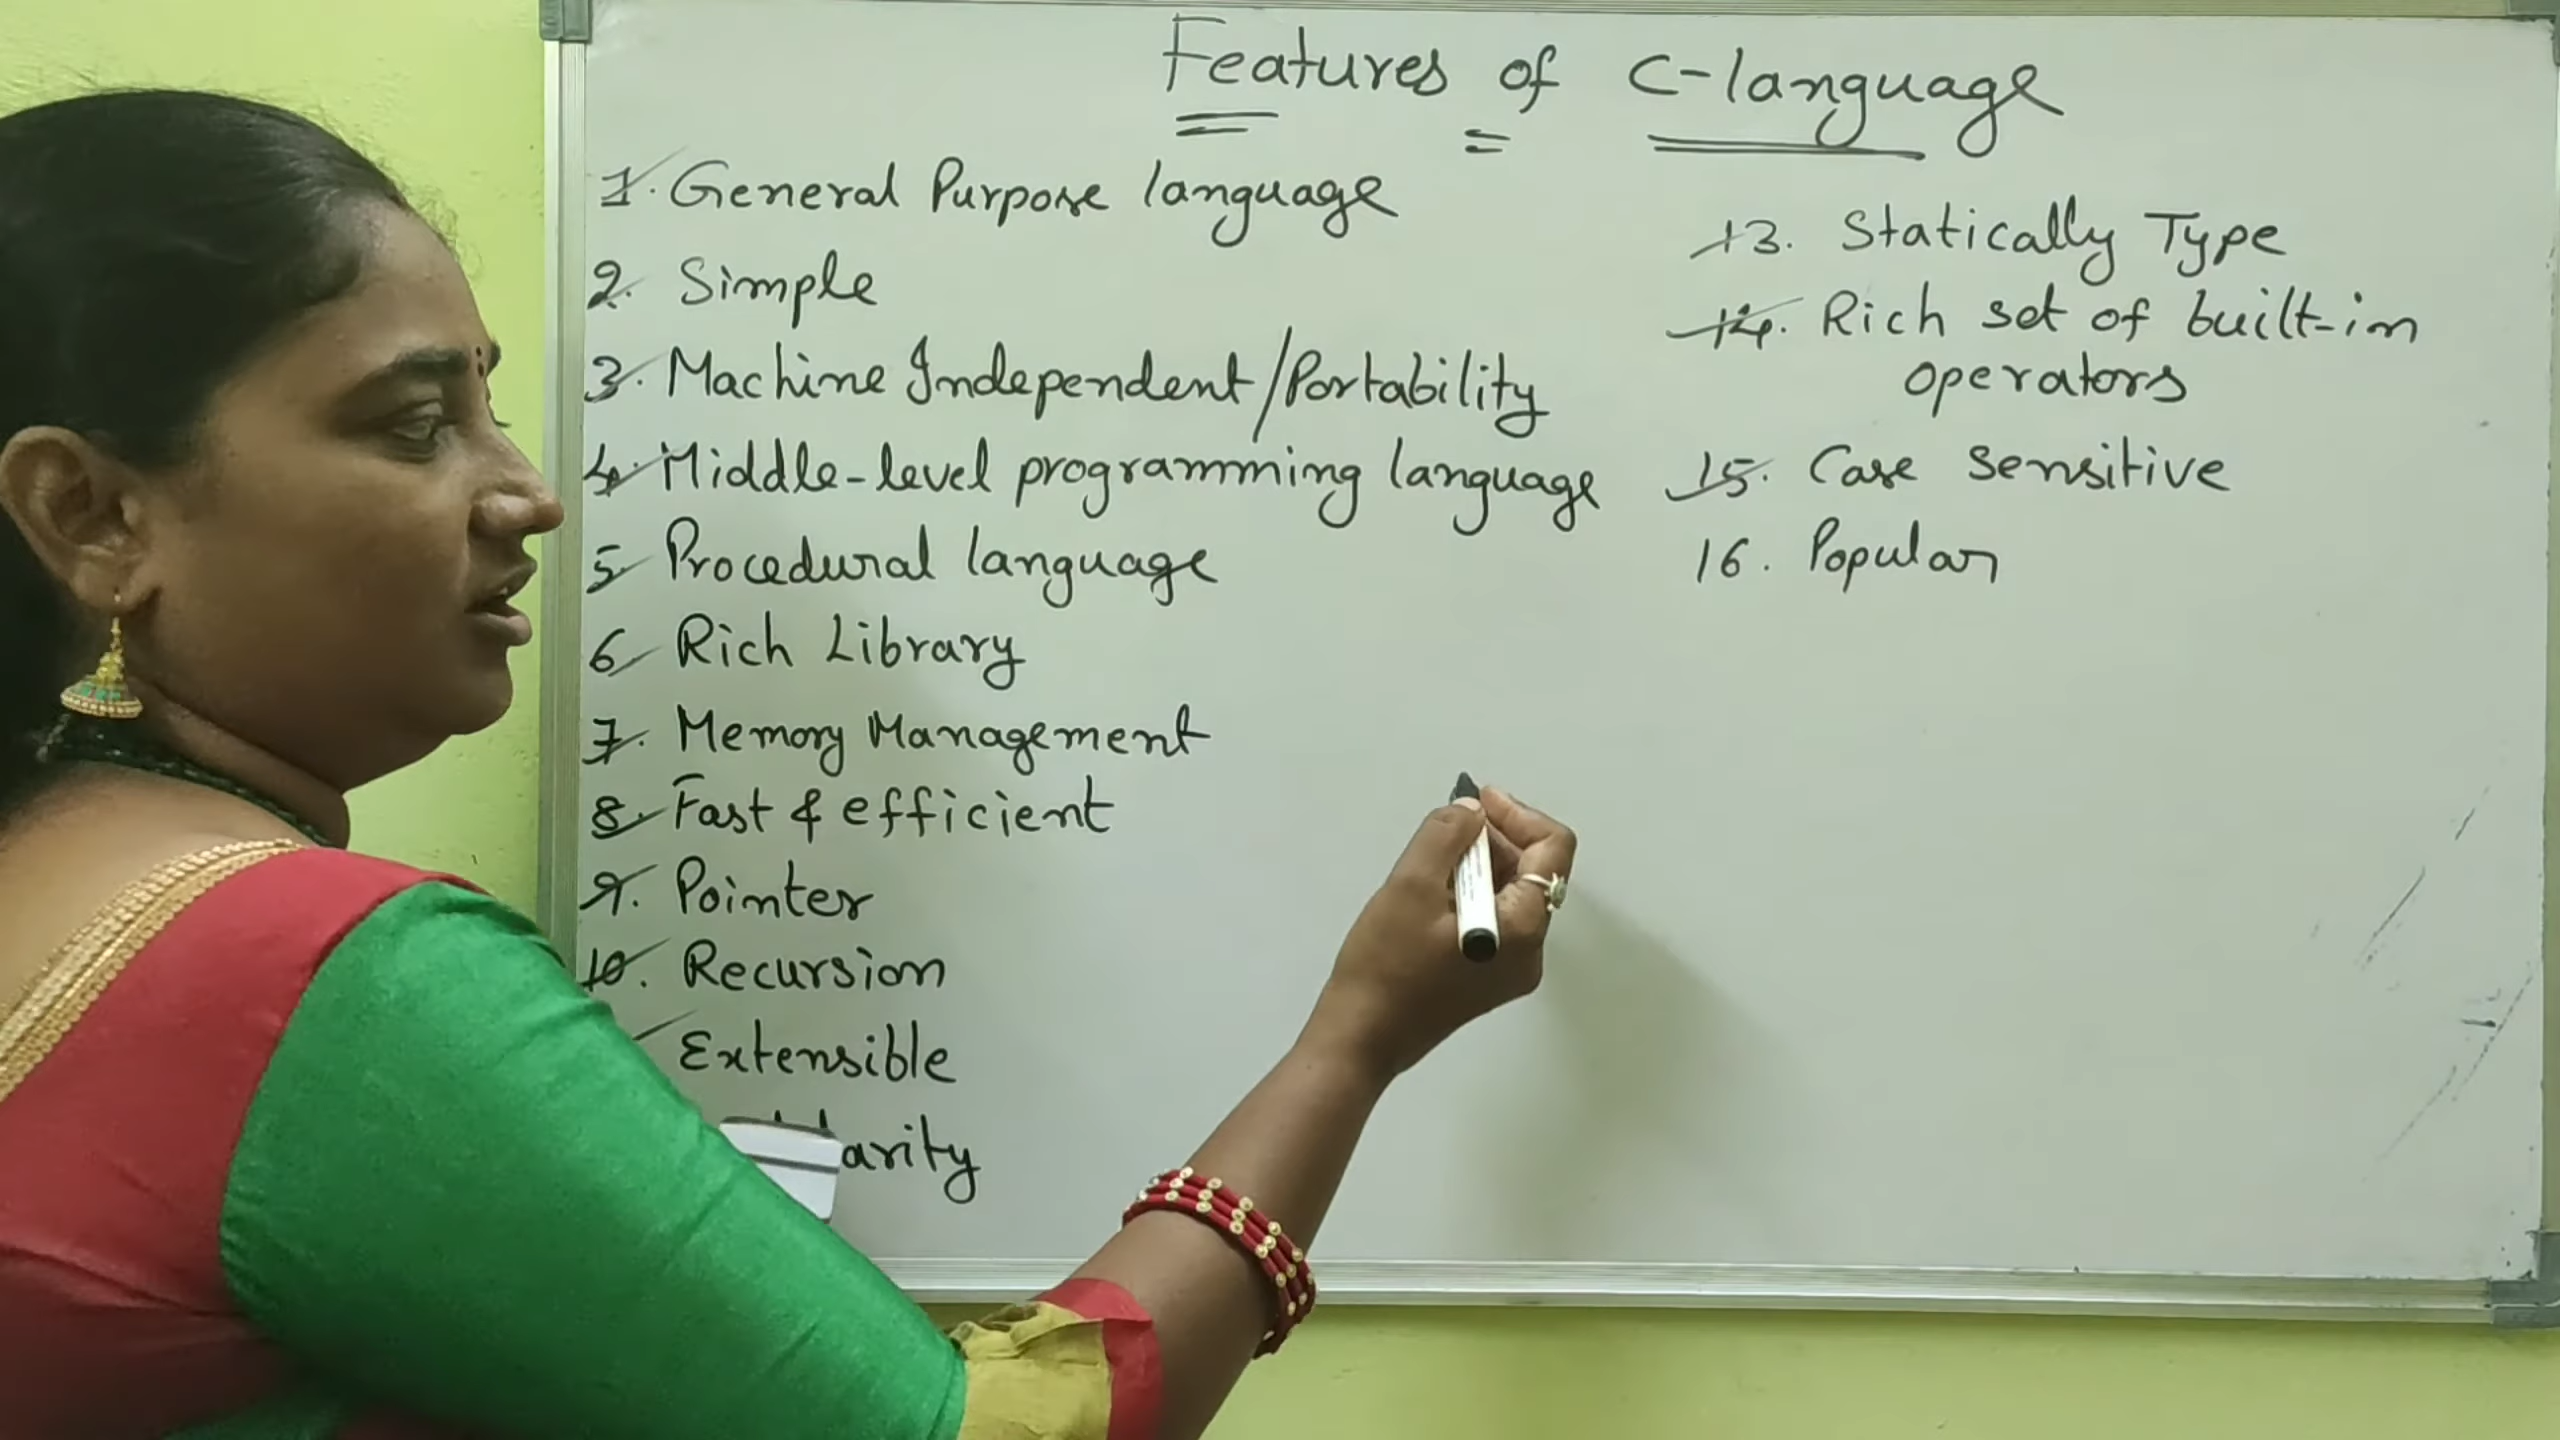 Features of C-language
1. General Purpose language
2. Simple
3. Machine Independent/Portability
4. Middle-level programming language
5. Procedural language
6. Rich Library
7. Memory Management
8. Fast & efficient
9. Pointer
10. Recursion
Extensible
arity
13. Statically Type
14. Rich set of built-in
operators
15. Case sensitive
16. Popular